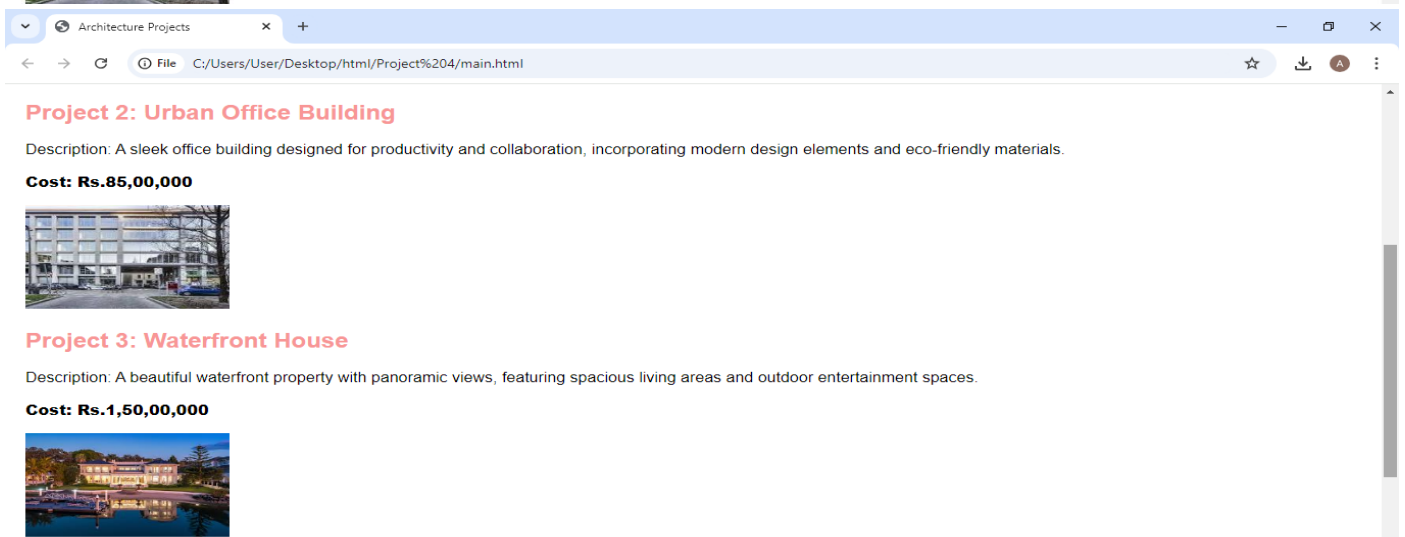 Architecture Projects
File C:/Users/User/Desktop/html/Project%204/main.html
A
Project 2: Urban Office Building
Description: A sleek office building designed for productivity and collaboration, incorporating modern design elements and eco-friendly materials.
Cost: Rs.85,00,000
Project 3: Waterfront House
Description: A beautiful waterfront property with panoramic views, featuring spacious living areas and outdoor entertainment spaces.
Cost: Rs.1,50,00,000